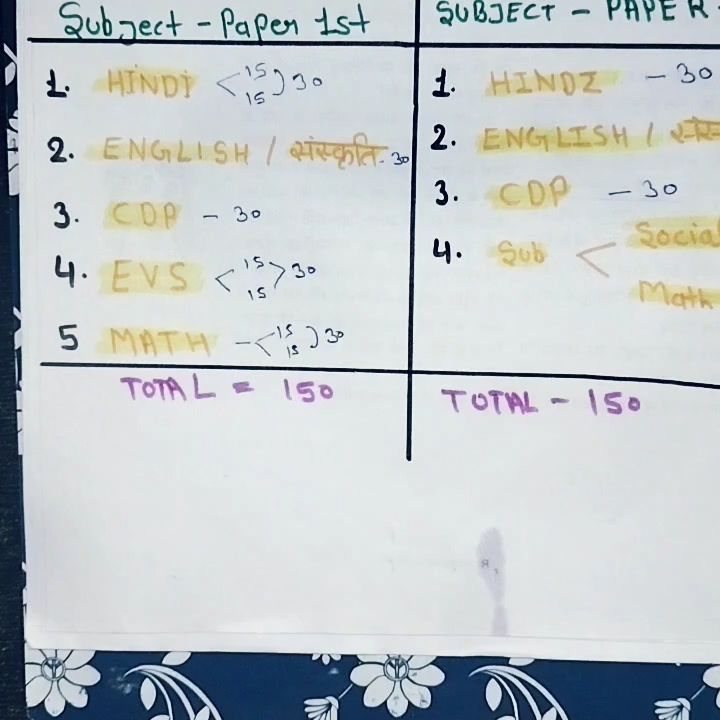 Subject - Paper 1st
1. HINDI < 15 15 ) 30
2. ENGLISH / संस्कृति - 30
3. CDP - 30
4. EVS < 15 15 > 30
5 MATH -< 15 15 ) 30
TOTAL = 150
SUBJECT - PAPER
1. HINDI - 30
2. ENGLISH /
3. CDP - 30
4. Sub < Social
Math
TOTAL - 150